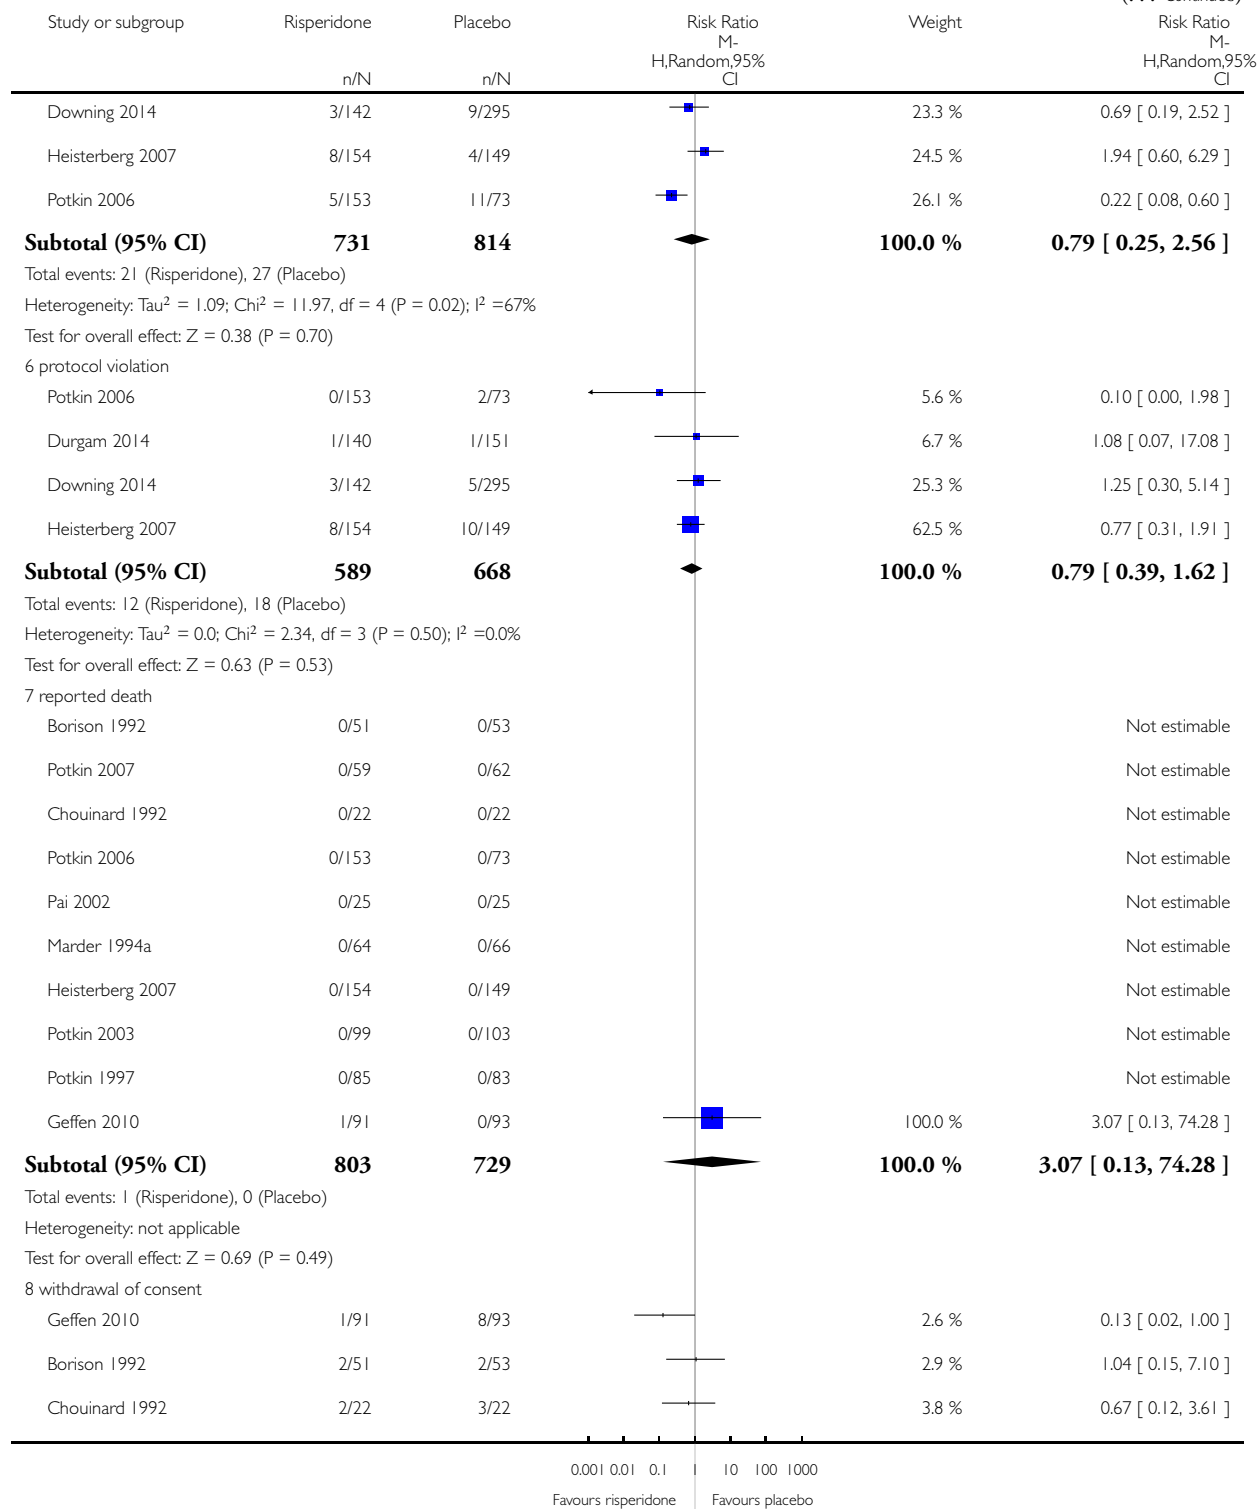 Continued)
Study or subgroup Risperidone Placebo Risk Ratio Weight Risk Ratio
M- M-
H,Random,95% H,Random,95%
n/N n/N CI CI
Downing 2014 3/142 9/295 23.3 % 0.69 [ 0.19, 2.52 ]
Heisterberg 2007 8/154 4/149 24.5 % 1.94 [ 0.60, 6.29 ]
Potkin 2006 5/153 11/73 26.1 % 0.22 [ 0.08, 0.60 ]
Subtotal (95% CI) 731 814 100.0 % 0.79 [ 0.25, 2.56 ]
Total events: 21 (Risperidone), 27 (Placebo)
Heterogeneity: Tau² = 1.09; Chi² = 11.97, df = 4 (P = 0.02); I² =67%
Test for overall effect: Z = 0.38 (P = 0.70)
6 protocol violation
Potkin 2006 0/153 2/73 5.6 % 0.10 [ 0.00, 1.98 ]
Durgam 2014 1/140 1/151 6.7 % 1.08 [ 0.07, 17.08 ]
Downing 2014 3/142 5/295 25.3 % 1.25 [ 0.30, 5.14 ]
Heisterberg 2007 8/154 10/149 62.5 % 0.77 [ 0.31, 1.91 ]
Subtotal (95% CI) 589 668 100.0 % 0.79 [ 0.39, 1.62 ]
Total events: 12 (Risperidone), 18 (Placebo)
Heterogeneity: Tau² = 0.0; Chi² = 2.34, df = 3 (P = 0.50); I² =0.0%
Test for overall effect: Z = 0.63 (P = 0.53)
7 reported death
Borison 1992 0/51 0/53 Not estimable
Potkin 2007 0/59 0/62 Not estimable
Chouinard 1992 0/22 0/22 Not estimable
Potkin 2006 0/153 0/73 Not estimable
Pai 2002 0/25 0/25 Not estimable
Marder 1994a 0/64 0/66 Not estimable
Heisterberg 2007 0/154 0/149 Not estimable
Potkin 2003 0/99 0/103 Not estimable
Potkin 1997 0/85 0/83 Not estimable
Geffen 2010 1/91 0/93 100.0 % 3.07 [ 0.13, 74.28 ]
Subtotal (95% CI) 803 729 100.0 % 3.07 [ 0.13, 74.28 ]
Total events: 1 (Risperidone), 0 (Placebo)
Heterogeneity: not applicable
Test for overall effect: Z = 0.69 (P = 0.49)
8 withdrawal of consent
Geffen 2010 1/91 8/93 2.6 % 0.13 [ 0.02, 1.00 ]
Borison 1992 2/51 2/53 2.9 % 1.04 [ 0.15, 7.10 ]
Chouinard 1992 2/22 3/22 3.8 % 0.67 [ 0.12, 3.61 ]
0.001 0.01 0.1 1 10 100 1000
Favours risperidone Favours placebo